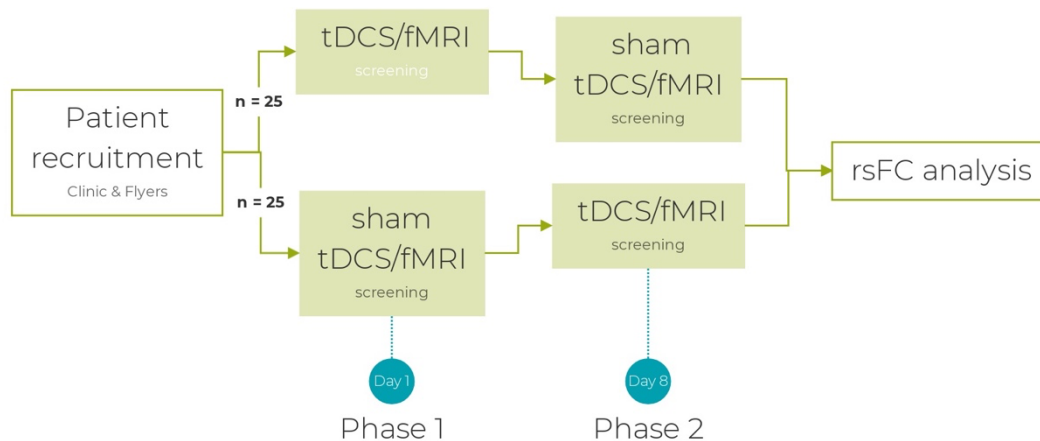 Patient
recruitment
Clinic & Flyers
n = 25
n = 25
tDCS/fMRI
screening
sham
tDCS/fMRI
screening
sham
tDCS/fMRI
screening
tDCS/fMRI
screening
rsFC analysis
Day 1
Day 8
Phase 1
Phase 2